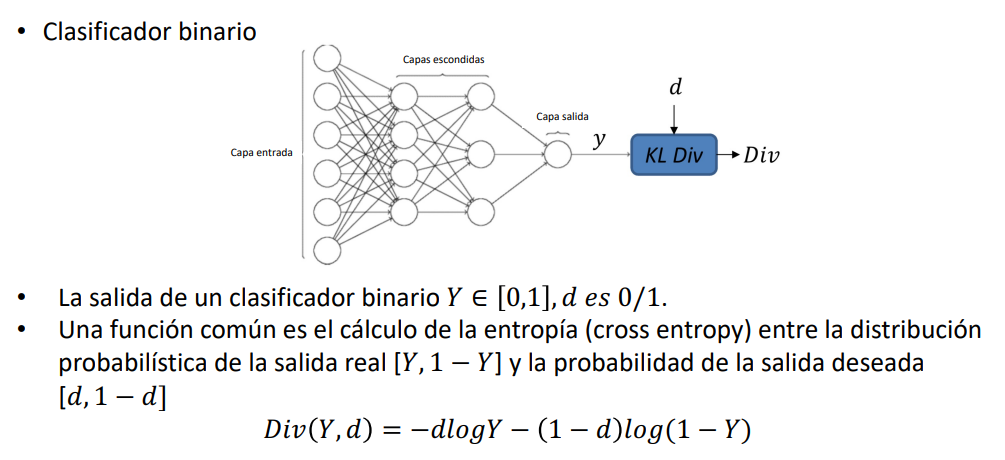 • Clasificador binario
Capas escondidas
d
Capa salida
Capa entrada
y
KL Div
Div
• La salida de un clasificador binario Y ∈ [0,1], d es 0/1.
• Una función común es el cálculo de la entropía (cross entropy) entre la distribución
probabilística de la salida real [Y, 1 − Y] y la probabilidad de la salida deseada
[d, 1 − d]
Div(Y, d) = −dlogY − (1 − d)log(1 − Y)